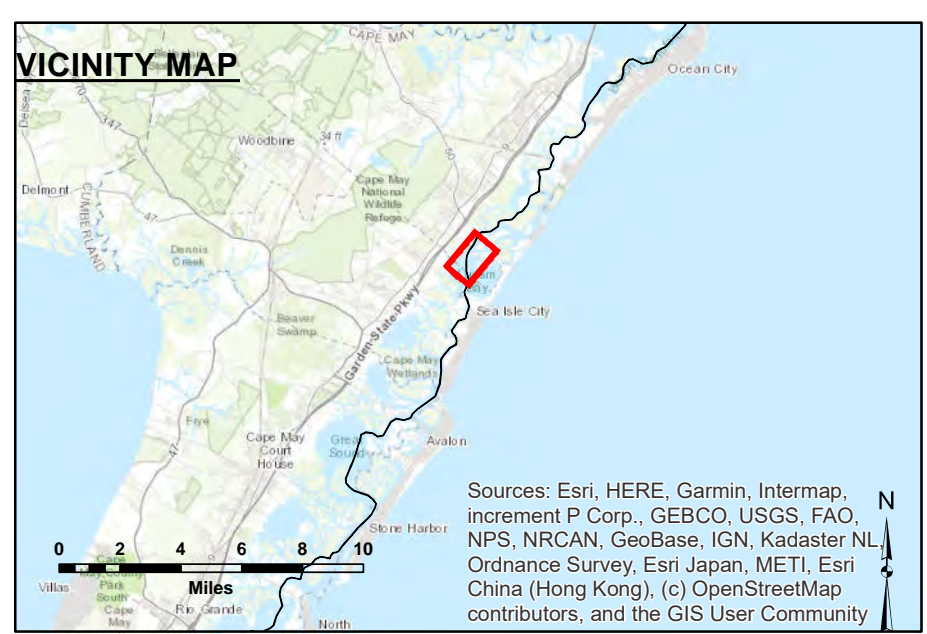 CAPE MAY
VICINITY MAP
Ocean City
70
347
50
9
Woodbine
34 ft
Cape May
National
Wildlife
Refuge
Delmont
CUMBERLAND
47
Dennis
Creek
Sea Isle City
Beaver
Swamp
Garden-State-Pkwy
Cape May
Wetlands
Frye
47
Cape May
Court
House
Great
Sound
Avalon
Stone Harbor
Sources: Esri, HERE, Garmin, Intermap,
increment P Corp., GEBCO, USGS, FAO,
NPS, NRCAN, GeoBase, IGN, Kadaster NL,
Ordnance Survey, Esri Japan, METI, Esri
China (Hong Kong), (c) OpenStreetMap
contributors, and the GIS User Community
N
0 2 4 6 8 10
Miles
Villas
Cape
May County
Park
South
Cape
May
Rio Grande
9
North